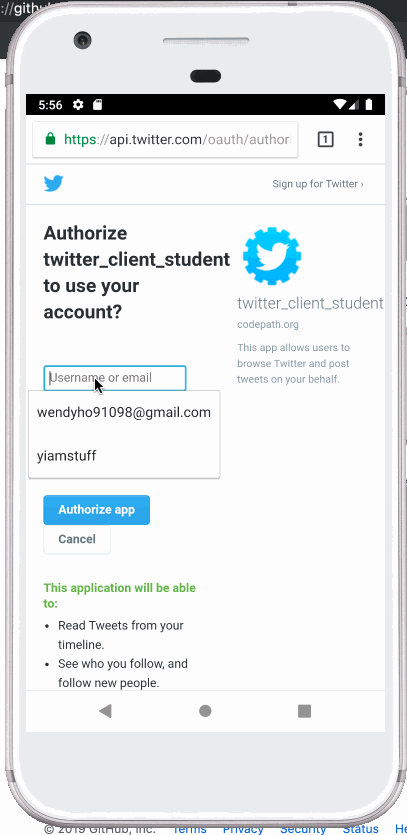 ://gith
5:56
https://api.twitter.com/oauth/author
1
Sign up for Twitter ›
Authorize
twitter_client_student
to use your
account?
twitter_client_student
codepath.org
This app allows users to
browse Twitter and post
tweets on your behalf.
Username or email
wendyho91098@gmail.com
yiamstuff
Authorize app
Cancel
This application will be able
to:
• Read Tweets from your
timeline.
• See who you follow, and
follow new people.
© 2019 GitHub, Inc. Terms Privacy Security Status He